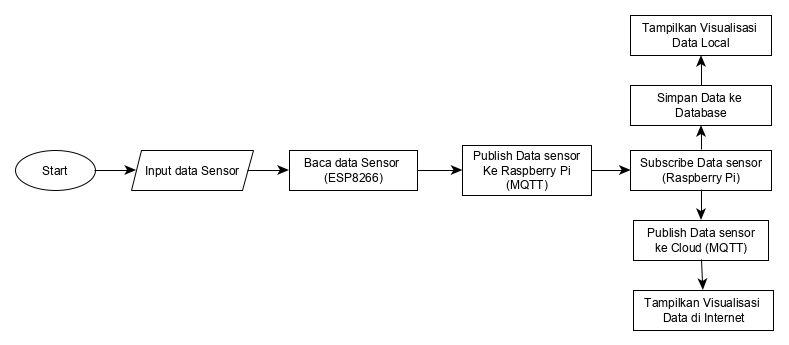 Start
Input data Sensor
Baca data Sensor
(ESP8266)
Publish Data sensor
Ke Raspberry Pi
(MQTT)
Subscribe Data sensor
(Raspberry Pi)
Simpan Data ke
Database
Tampilkan Visualisasi
Data Local
Publish Data sensor
ke Cloud (MQTT)
Tampilkan Visualisasi
Data di Internet